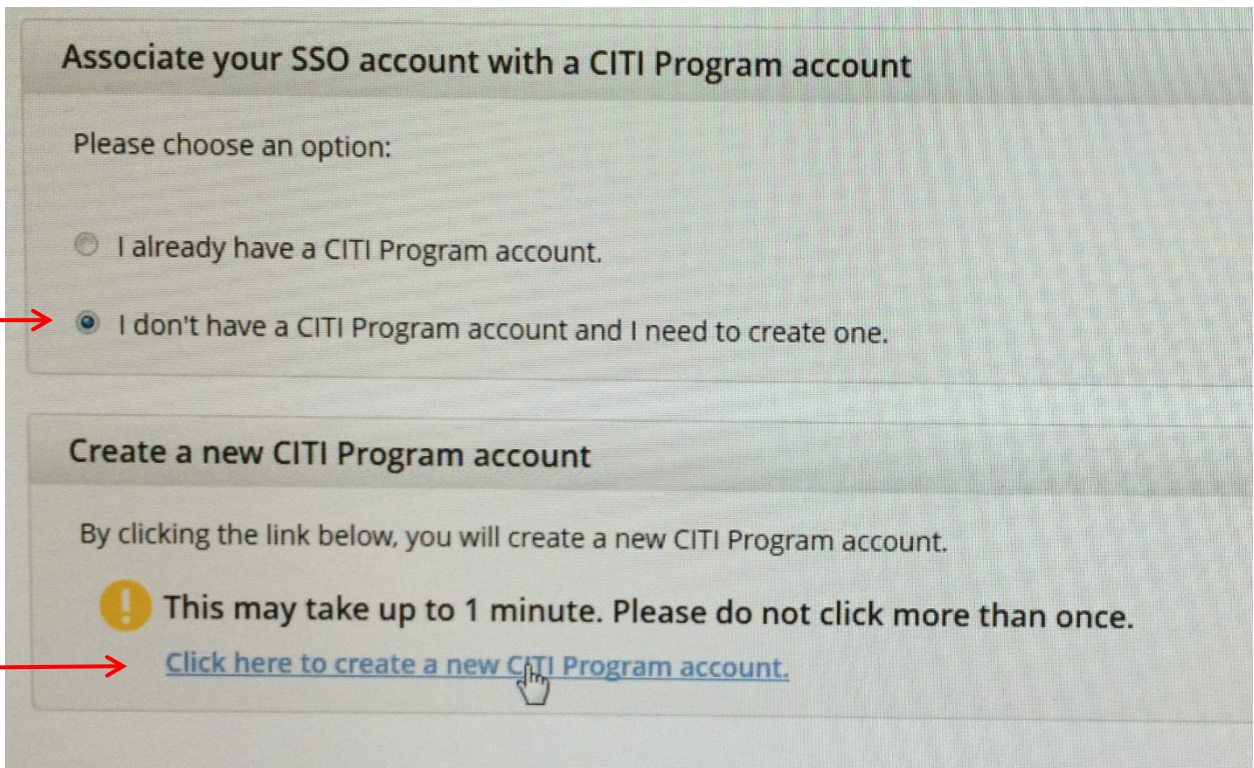 Associate your SSO account with a CITI Program account
Please choose an option:
I already have a CITI Program account.
I don't have a CITI Program account and I need to create one.
Create a new CITI Program account
By clicking the link below, you will create a new CITI Program account.
This may take up to 1 minute. Please do not click more than once.
Click here to create a new CITI Program account.